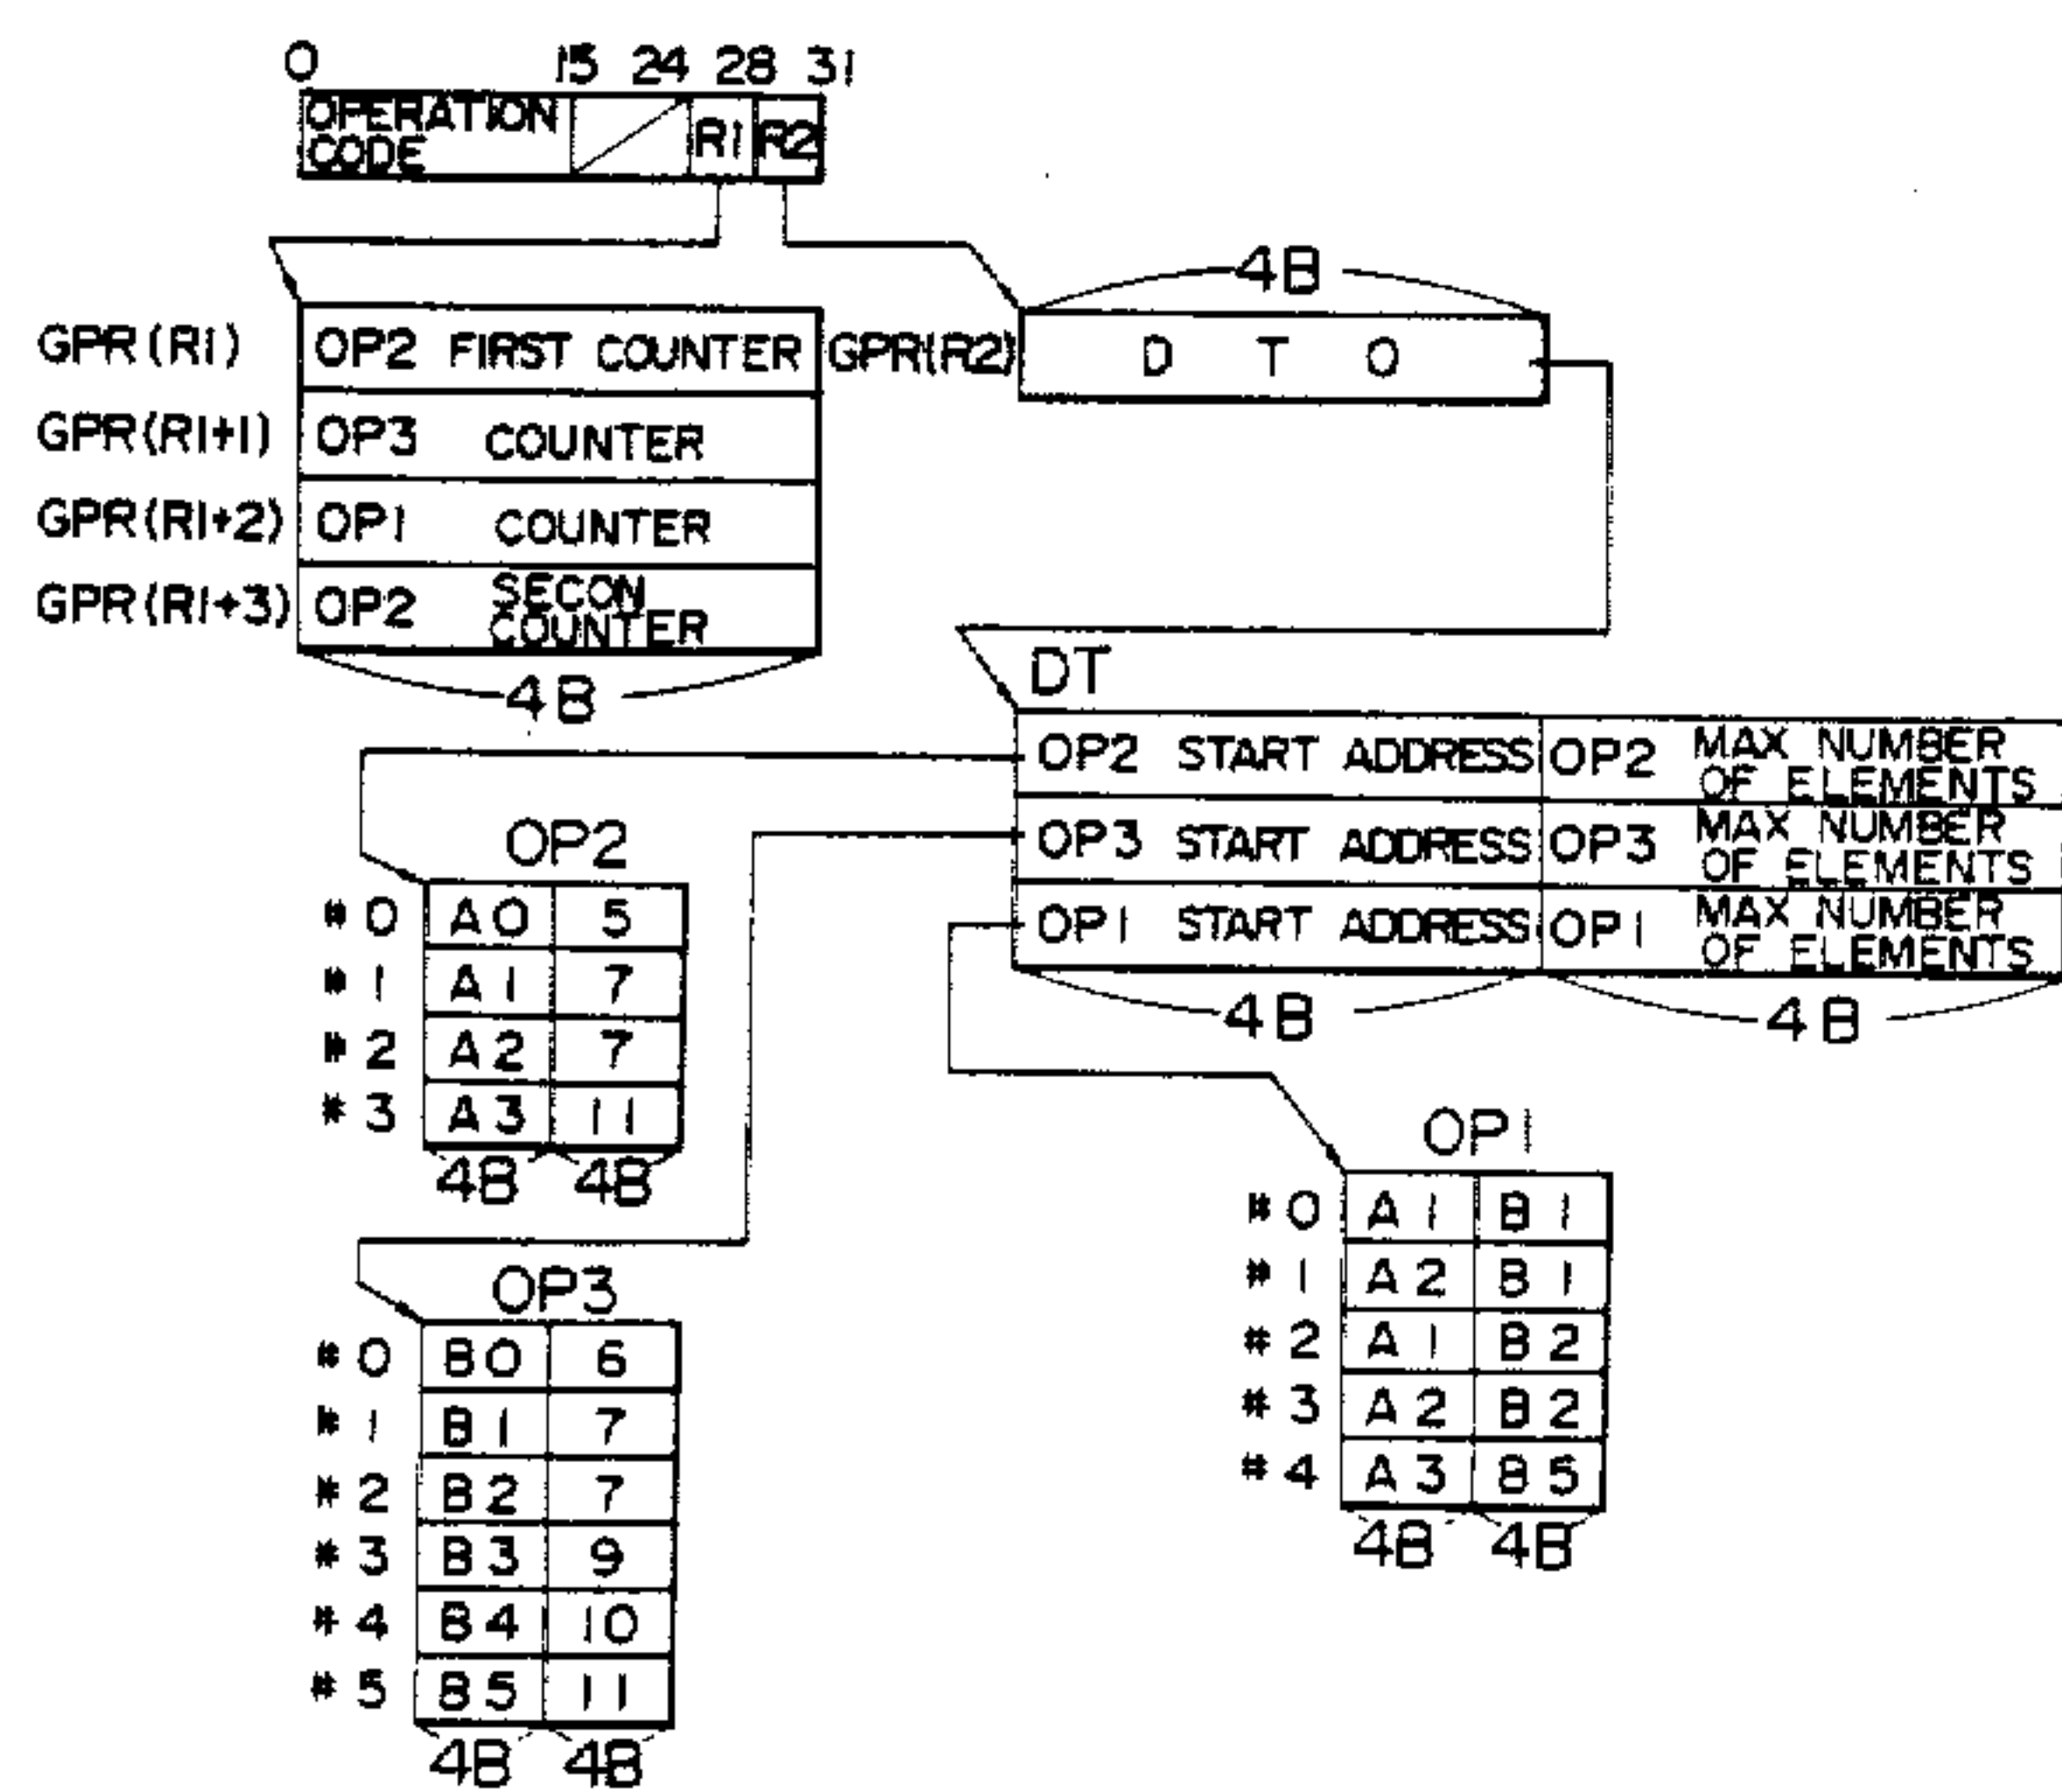 0 15 24 28 31
OPERATION CODE R1 R2
4B
GPR(R1) OP2 FIRST COUNTER GPR(R2) D T O
GPR(R1+1) OP3 COUNTER
GPR(R1+2) OP1 COUNTER
GPR(R1+3) OP2 SECON COUNTER
4B
DT
OP2 START ADDRESS OP2 MAX NUMBER OF ELEMENTS
OP3 START ADDRESS OP3 MAX NUMBER OF ELEMENTS
OP1 START ADDRESS OP1 MAX NUMBER OF ELEMENTS
4B 4B
OP2
#0 A0 5
#1 A1 7
#2 A2 7
#3 A3 11
4B 4B
OP1
#0 A1 B1
#1 A2 B1
#2 A1 B2
#3 A2 B2
#4 A3 B5
4B 4B
OP3
#0 B0 6
#1 B1 7
#2 B2 7
#3 B3 9
#4 B4 10
#5 B5 11
4B 4B